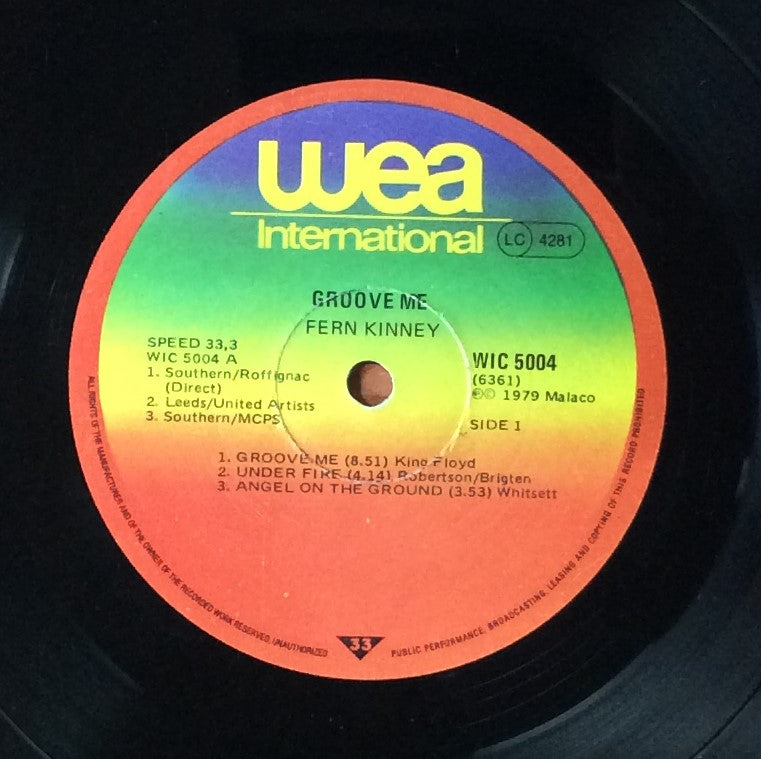 wea
International
LC 4281
GROOVE ME
FERN KINNEY
SPEED 33,3
WIC 5004 A
1. Southern/Roffignac
(Direct)
2. Leeds/United Artists
3. Southern/MCPS
WIC 5004
(6361)
℗© 1979 Malaco
SIDE 1
1. GROOVE ME (8.51) King Floyd
2. UNDER FIRE (4.14) Robertson/Brigten
3. ANGEL ON THE GROUND (3.53) Whitsett
33
ALL RIGHTS OF THE MANUFACTURER AND OF THE OWNER OF THE RECORDED WORK RESERVED, UNAUTHORIZED PUBLIC PERFORMANCE, BROADCASTING, LEASING AND COPYING OF THIS RECORD PROHIBITED